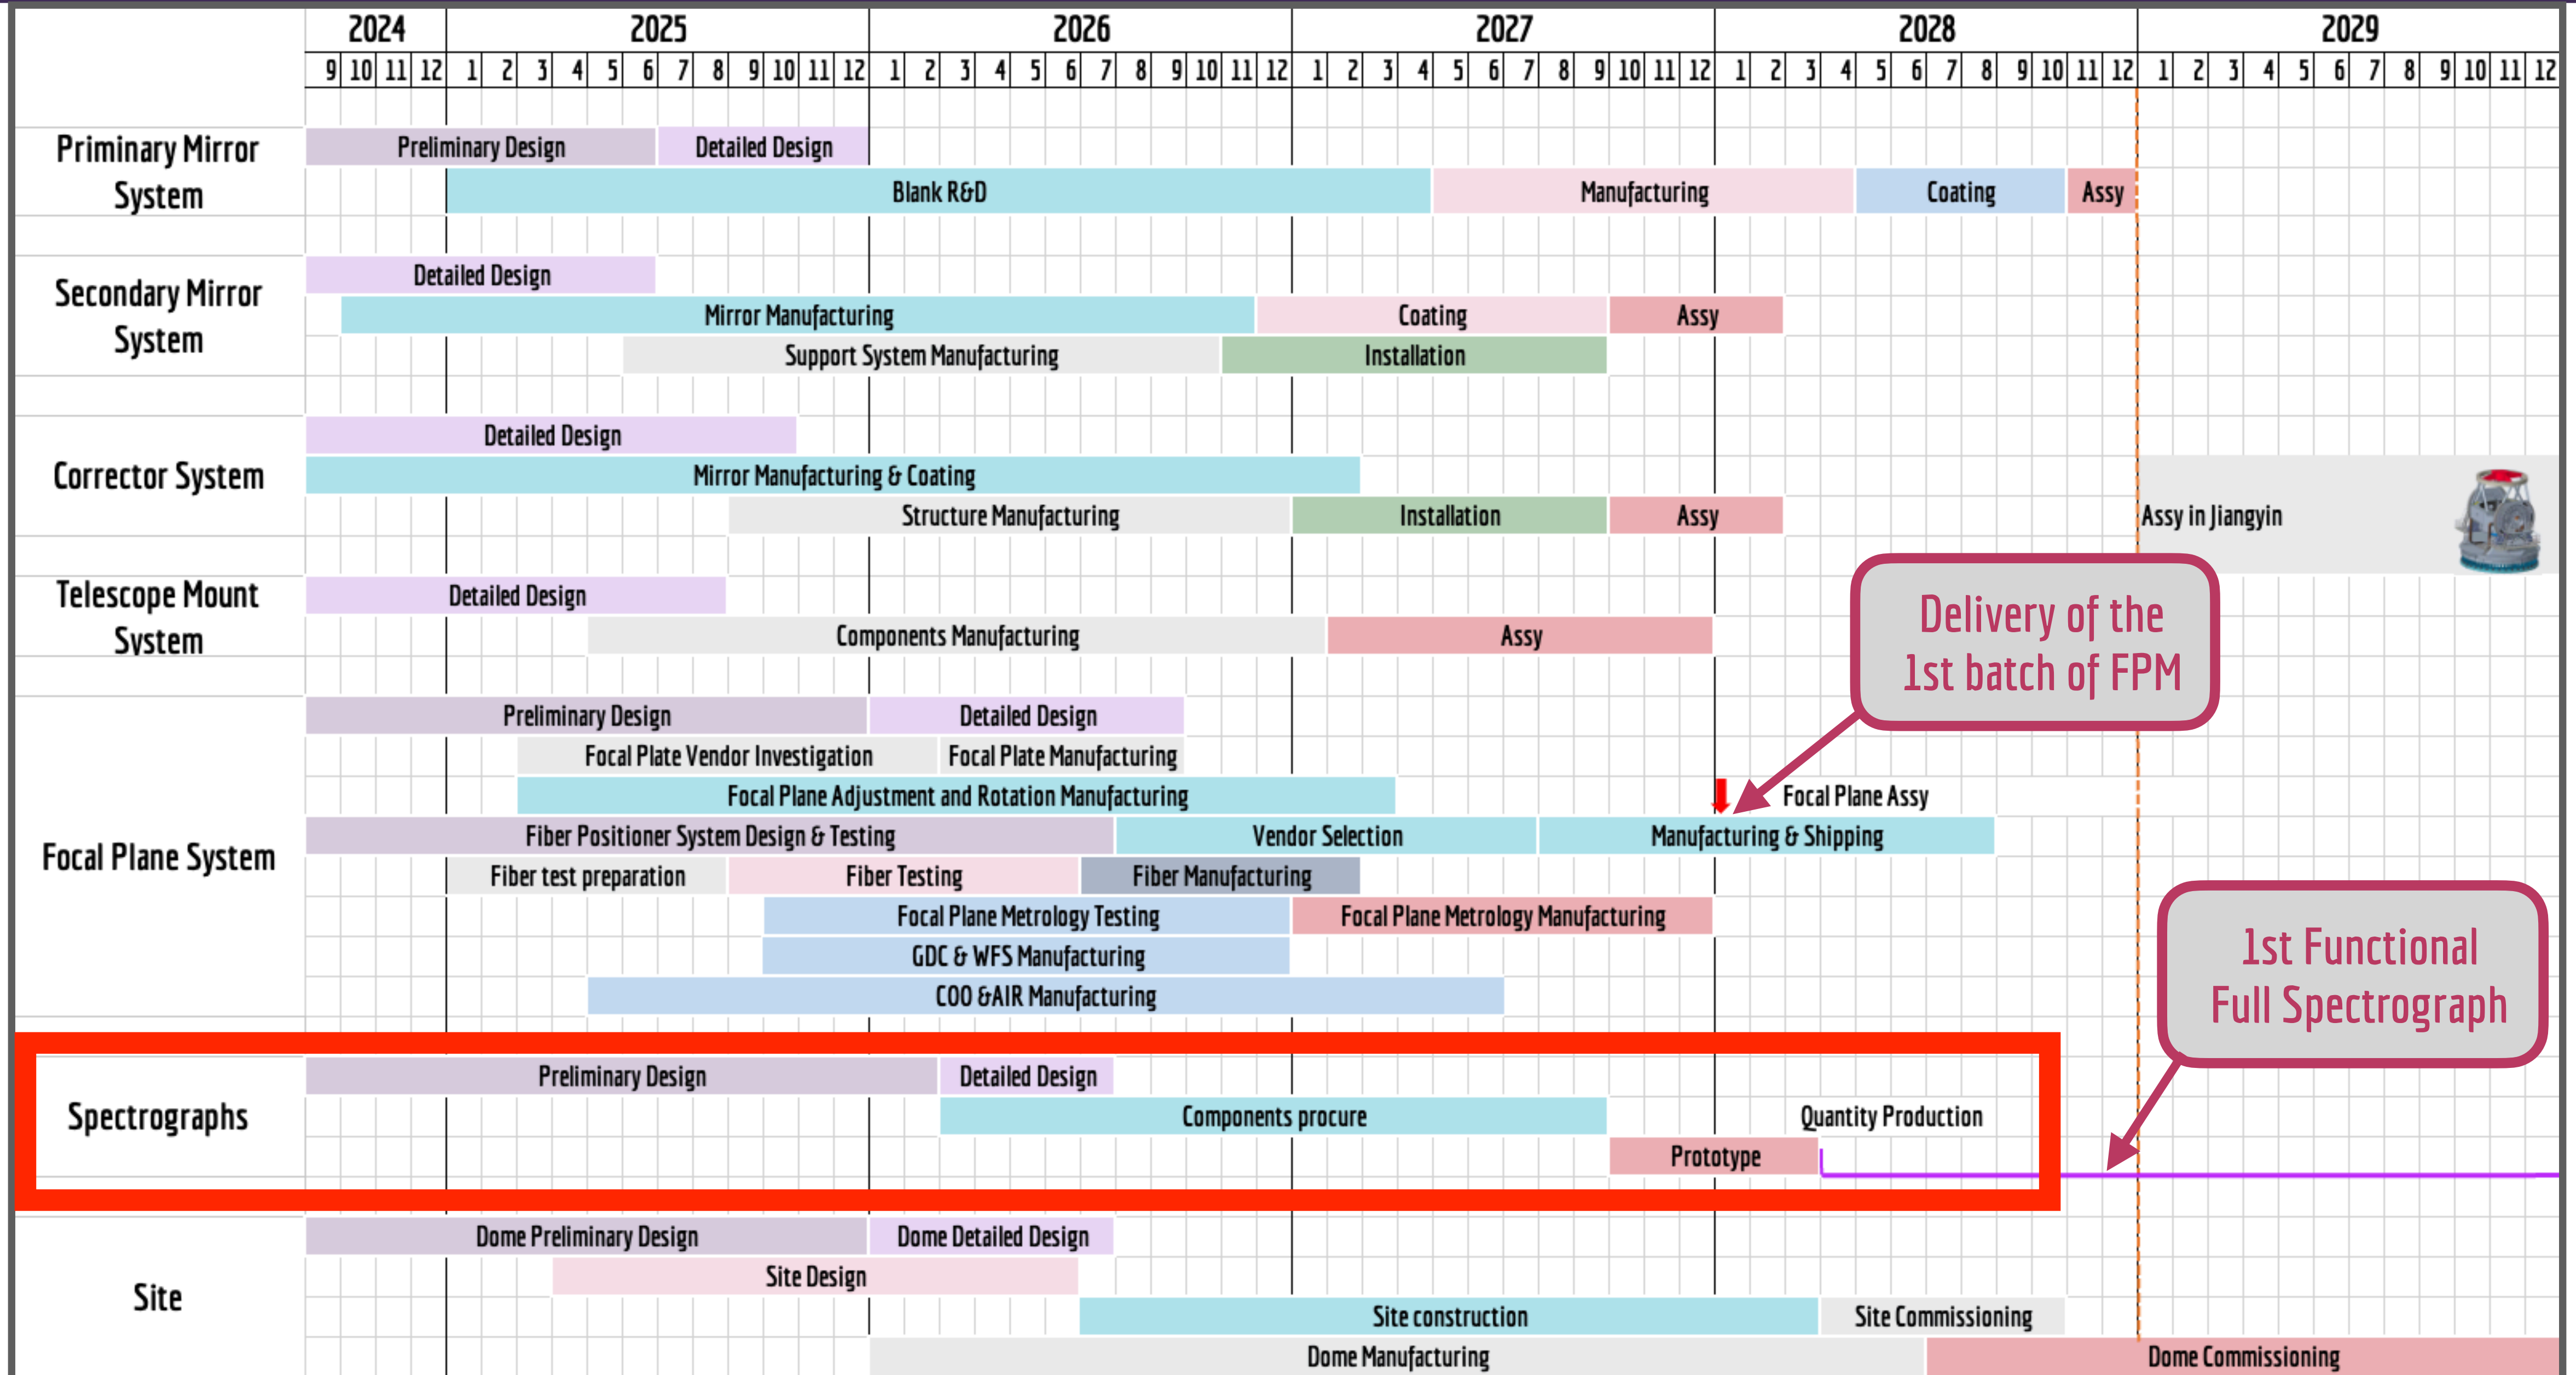 2024 2025 2026 2027 2028 2029
9 10 11 12 1 2 3 4 5 6 7 8 9 10 11 12 1 2 3 4 5 6 7 8 9 10 11 12 1 2 3 4 5 6 7 8 9 10 11 12 1 2 3 4 5 6 7 8 9 10 11 12 1 2 3 4 5 6 7 8 9 10 11 12
Priminary Mirror
System
Preliminary Design Detailed Design
Blank R&D Manufacturing Coating Assy
Secondary Mirror
System
Detailed Design
Mirror Manufacturing Coating Assy
Support System Manufacturing Installation
Corrector System
Detailed Design
Mirror Manufacturing & Coating
Structure Manufacturing Installation Assy Assy in Jiangyin
Telescope Mount
System
Detailed Design
Components Manufacturing Assy
Delivery of the
1st batch of FPM
Focal Plane System
Preliminary Design Detailed Design
Focal Plate Vendor Investigation Focal Plate Manufacturing
Focal Plane Adjustment and Rotation Manufacturing Focal Plane Assy
Fiber Positioner System Design & Testing Vendor Selection Manufacturing & Shipping
Fiber test preparation Fiber Testing Fiber Manufacturing
Focal Plane Metrology Testing Focal Plane Metrology Manufacturing
GDC & WFS Manufacturing
COO &AIR Manufacturing
1st Functional
Full Spectrograph
Spectrographs
Preliminary Design Detailed Design
Components procure Quantity Production
Prototype
Site
Dome Preliminary Design Dome Detailed Design
Site Design
Site construction Site Commissioning
Dome Manufacturing Dome Commissioning